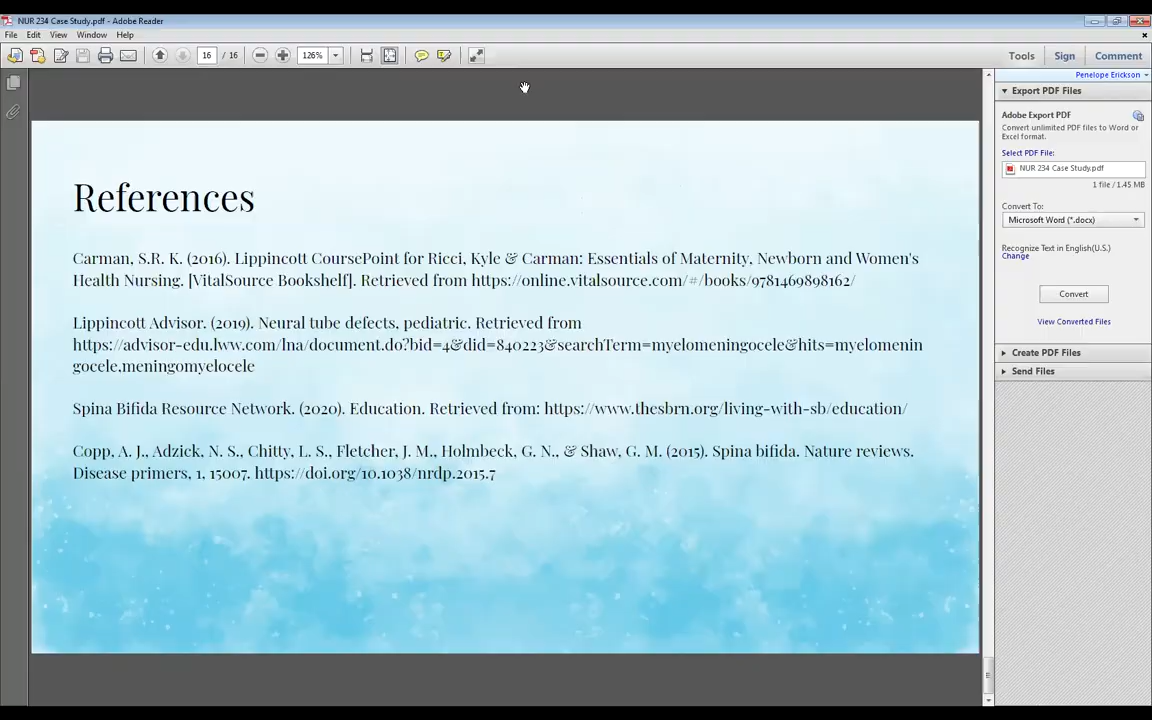 NUR 234 Case Study.pdf - Adobe Reader
File Edit View Window Help
16 / 16 126% Tools Sign Comment
Penelope Erickson
Export PDF Files
Adobe Export PDF
Convert unlimited PDF files to Word or
Excel format.
Select PDF File:
NUR 234 Case Study.pdf
1 file / 1.45 MB
Convert To:
Microsoft Word (*.docx)
Recognize Text in English(U.S.)
Change
Convert
View Converted Files
Create PDF Files
Send Files
References
Carman, S.R. K. (2016). Lippincott CoursePoint for Ricci, Kyle & Carman: Essentials of Maternity, Newborn and Women's
Health Nursing. [VitalSource Bookshelf]. Retrieved from https://online.vitalsource.com/#/books/9781469898162/
Lippincott Advisor. (2019). Neural tube defects, pediatric. Retrieved from
https://advisor-edu.lww.com/lna/document.do?bid=4&did=840223&searchTerm=myelomeningocele&hits=myelomenin
gocele,meningomyelocele
Spina Bifida Resource Network. (2020). Education. Retrieved from: https://www.thesbrn.org/living-with-sb/education/
Copp, A. J., Adzick, N. S., Chitty, L. S., Fletcher, J. M., Holmbeck, G. N., & Shaw, G. M. (2015). Spina bifida. Nature reviews.
Disease primers, 1, 15007. https://doi.org/10.1038/nrdp.2015.7